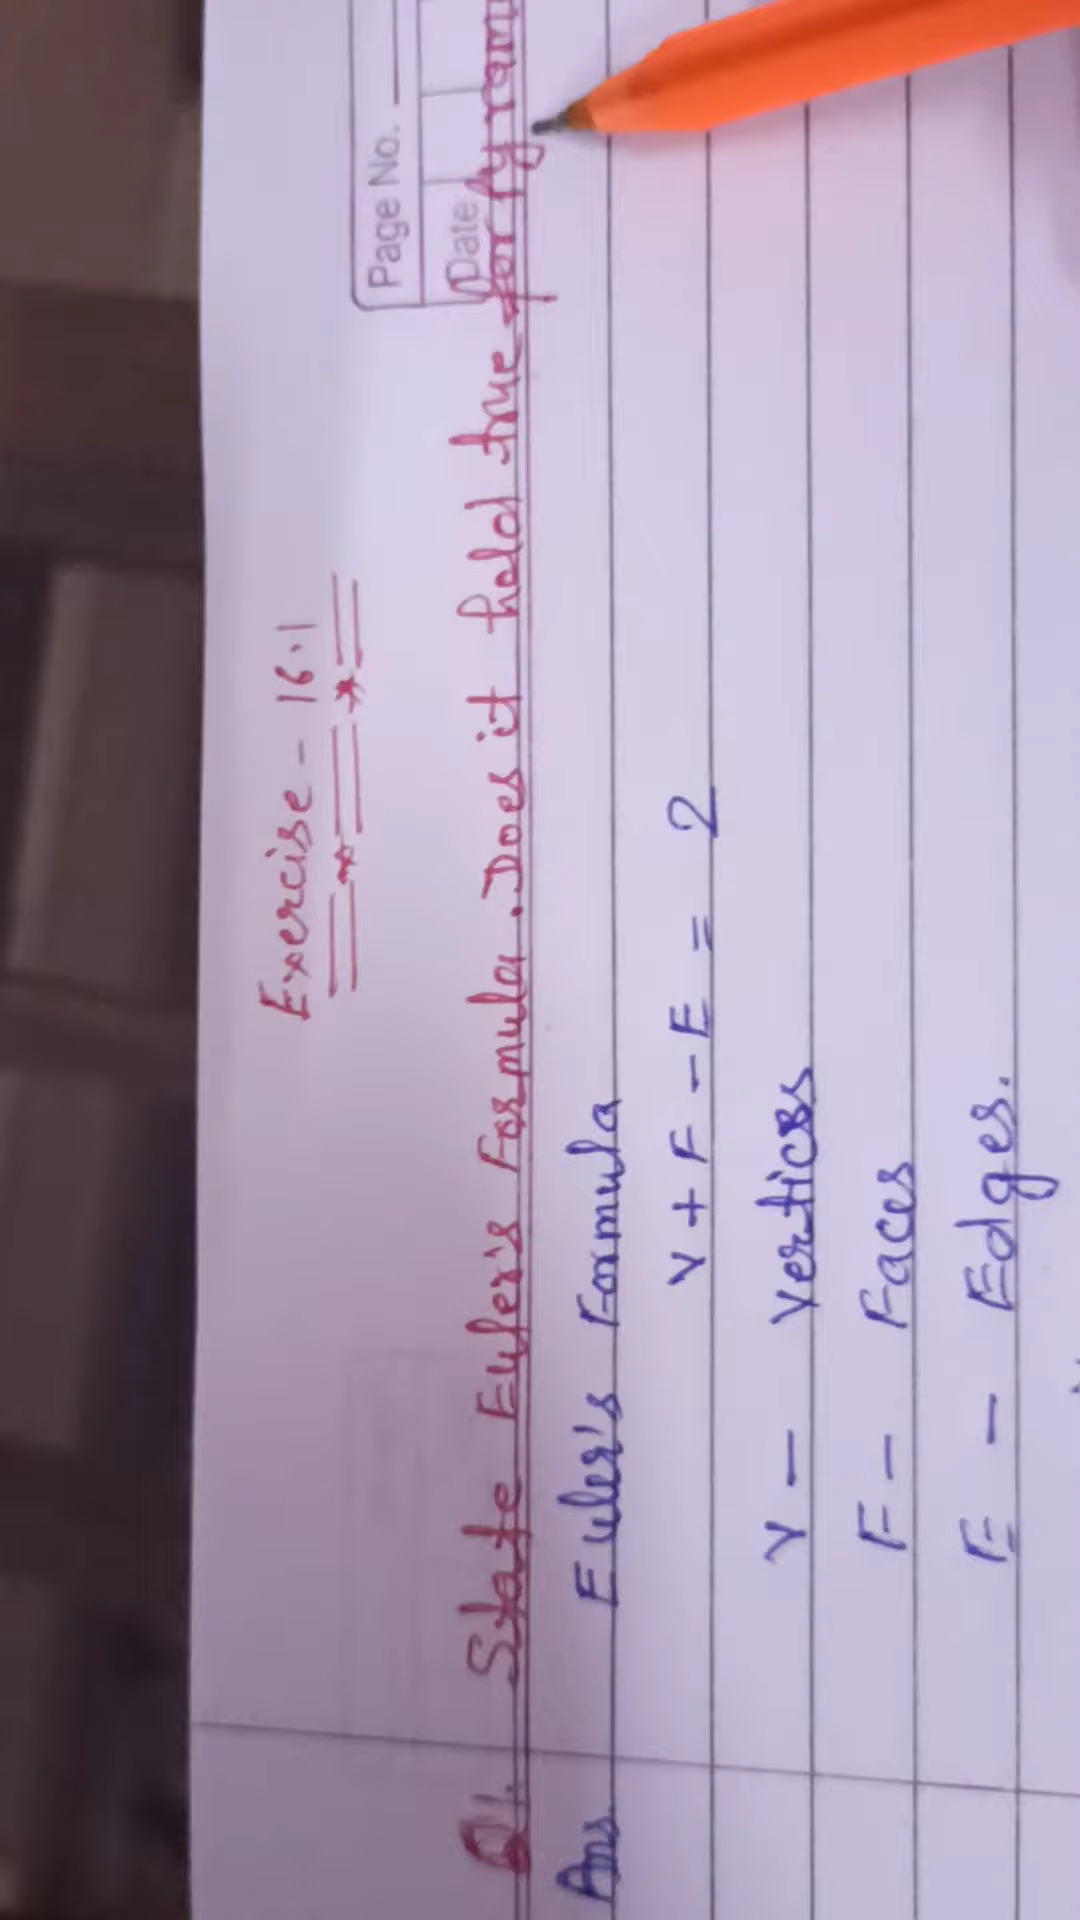 Page No.
Date
Exercise - 16.1
Q1. State Euler's Formula. Does it hold true for
Ans. Euler's Formula
V + F - E = 2
V - Vertices
F - Faces
E - Edges.